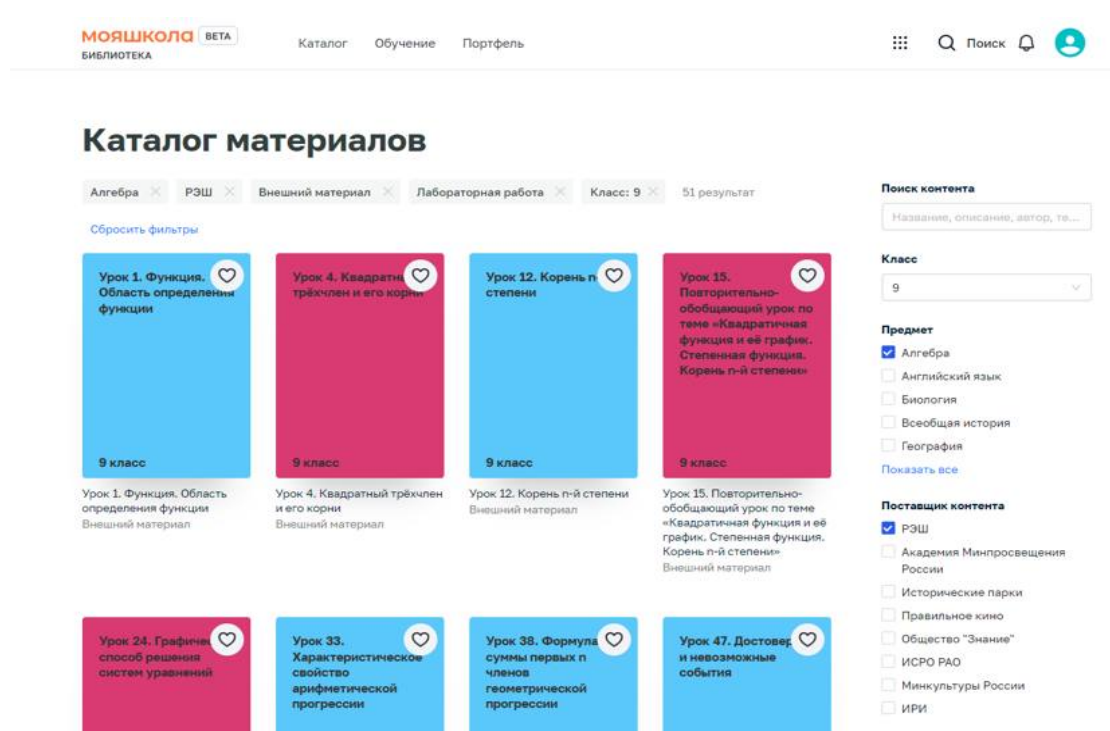 мояшкола BETA
БИБЛИОТЕКА
Каталог Обучение Портфель
Поиск
Каталог материалов
Алгебра РЭШ Внешний материал Лабораторная работа Класс: 9 51 результат
Сбросить фильтры
Урок 1. Функция.
Область определения
функции
9 класс
Урок 1. Функция. Область
определения функции
Внешний материал
Урок 4. Квадратн
трёхчлен и его корни
9 класс
Урок 4. Квадратный трёхчлен
и его корни
Внешний материал
Урок 12. Корень n-
степени
9 класс
Урок 12. Корень n-й степени
Внешний материал
Урок 15.
Повторительно-
обобщающий урок по
теме «Квадратичная
функция и её график.
Степенная функция.
Корень n-й степени»
9 класс
Урок 15. Повторительно-
обобщающий урок по теме
«Квадратичная функция и её
график. Степенная функция.
Корень n-й степени»
Внешний материал
Урок 24. Графичес
способ решения
систем уравнений
Урок 33.
Характеристическое
свойство
арифметической
прогрессии
Урок 38. Формула
суммы первых n
членов
геометрической
прогрессии
Урок 47. Достовер
и невозможные
события
Поиск контента
Название, описание, автор, те...
Класс
9
Предмет
Алгебра
Английский язык
Биология
Всеобщая история
География
Показать все
Поставщик контента
РЭШ
Академия Минпросвещения
России
Исторические парки
Правильное кино
Общество "Знание"
ИСРО РАО
Минкультуры России
ИРИ